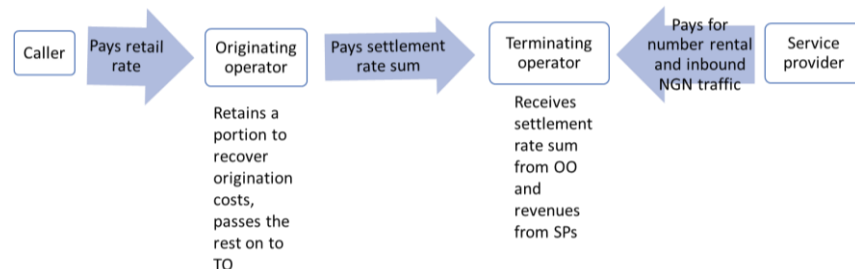 Caller
Pays retail
rate
Originating
operator
Pays settlement
rate sum
Terminating
operator
Pays for
number rental
and inbound
NGN traffic
Service
provider
Retains a
portion to
recover
origination
costs,
passes the
rest on to
TO
Receives
settlement
rate sum
from OO
and
revenues
from SPs